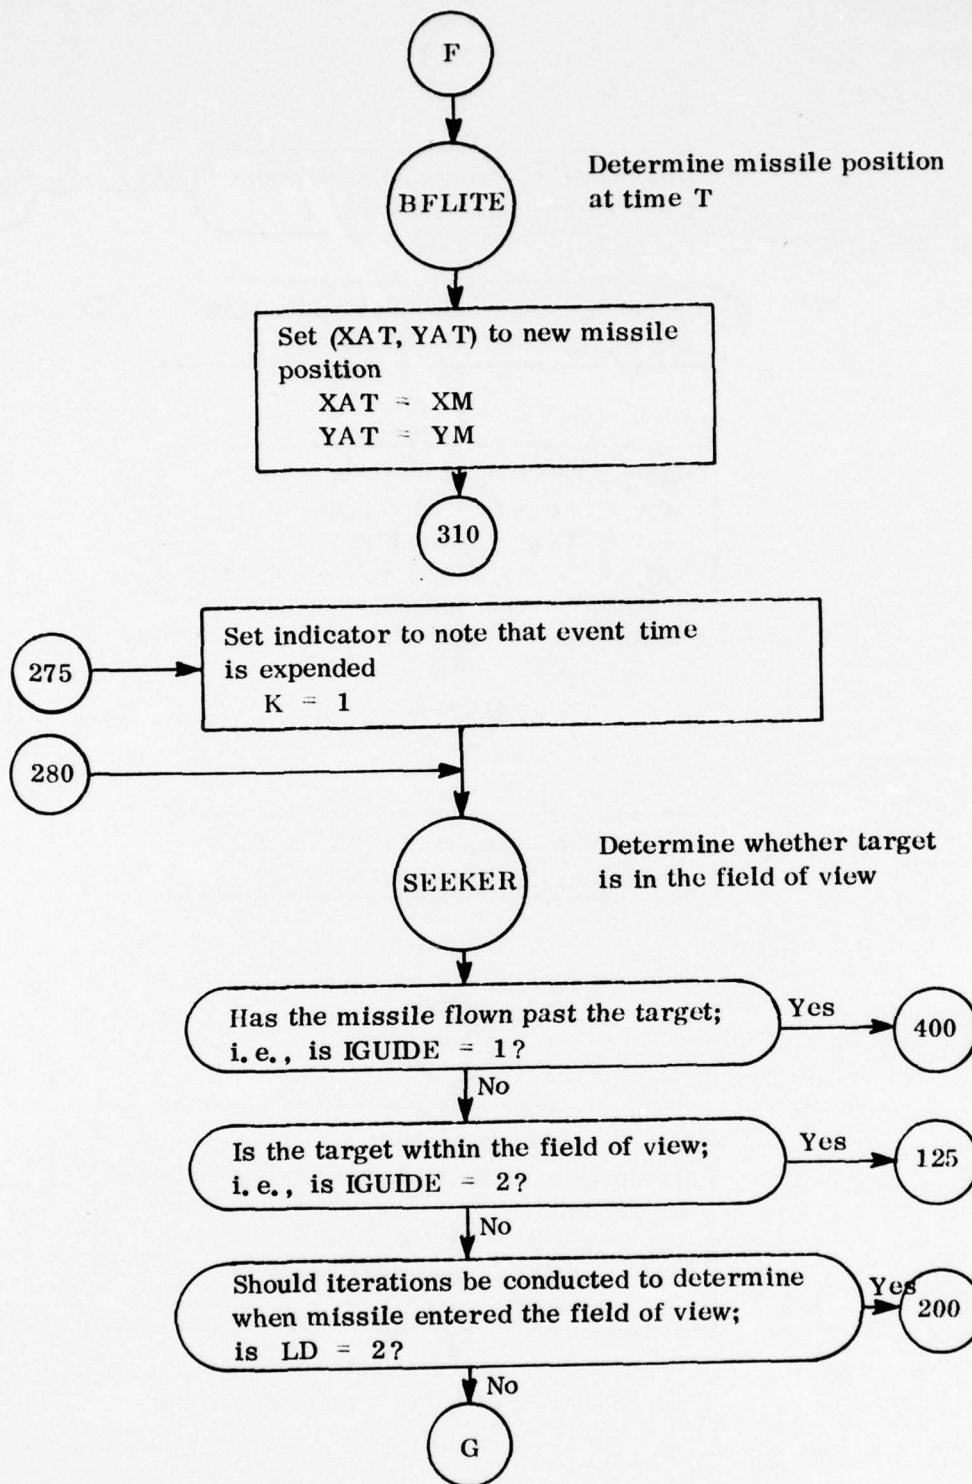 F
BFLITE
Determine missile position
at time T
Set (XAT, YAT) to new missile
position
XAT = XM
YAT = YM
310
275
Set indicator to note that event time
is expended
K = 1
280
SEEKER
Determine whether target
is in the field of view
Has the missile flown past the target;
i.e., is IGUIDE = 1?
Yes
400
No
Is the target within the field of view;
i.e., is IGUIDE = 2?
Yes
125
No
Should iterations be conducted to determine
when missile entered the field of view;
is LD = 2?
Yes
200
No
G